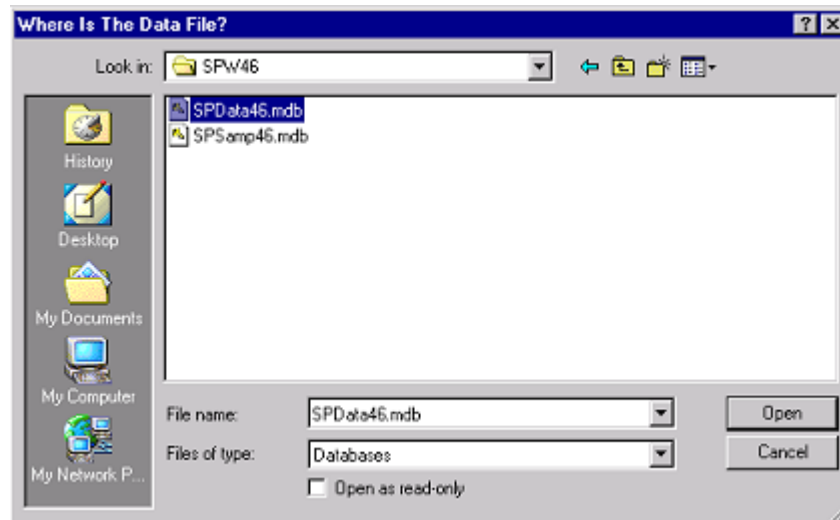 Where Is The Data File?
Look in: SPW46
SPData46.mdb
SPSamp46.mdb
History
Desktop
My Documents
My Computer
My Network P...
File name: SPData46.mdb Open
Files of type: Databases Cancel
Open as read-only